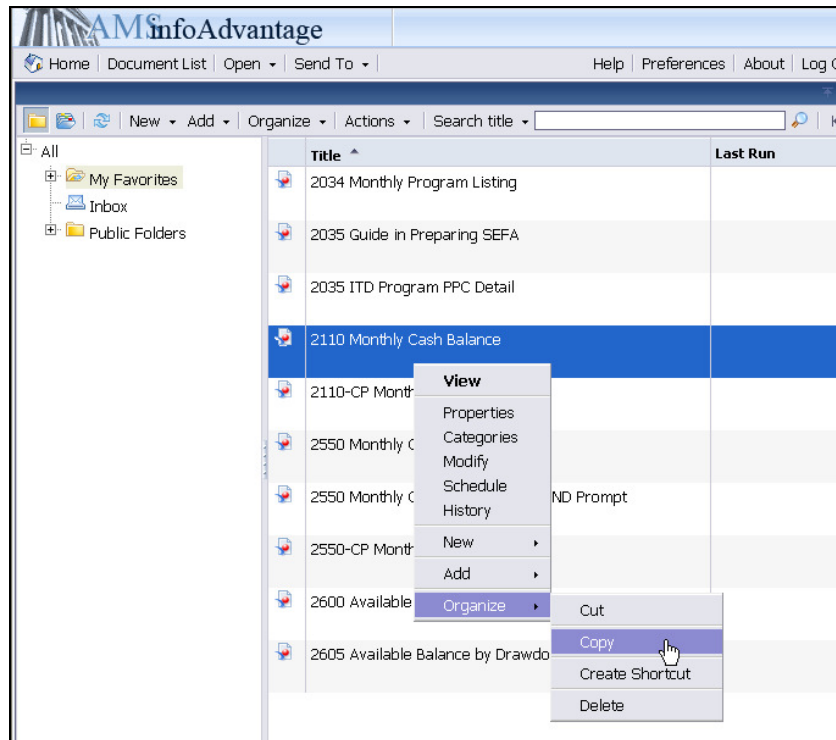 AMSinfoAdvantage
Home Document List Open Send To Help Preferences About Log
New Add Organize Actions Search title
All
My Favorites
Inbox
Public Folders
Title Last Run
2034 Monthly Program Listing
2035 Guide in Preparing SEFA
2035 ITD Program PPC Detail
2110 Monthly Cash Balance
2110-CP Month
2550 Monthly
2550 Monthly ND Prompt
2550-CP Month
2600 Available
2605 Available Balance by Drawdo
View
Properties
Categories
Modify
Schedule
History
New
Add
Organize
Cut
Copy
Create Shortcut
Delete